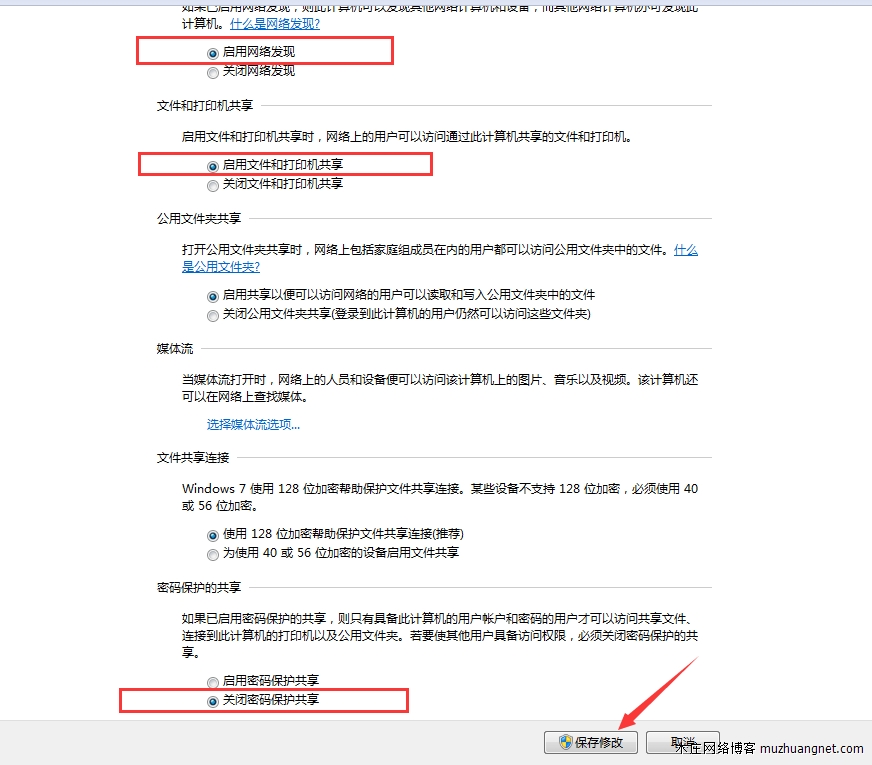 如果已启用网络发现，则此计算机可以发现其他网络计算机和设备，而其他网络计算机亦可发现此
计算机。什么是网络发现?
启用网络发现
关闭网络发现
文件和打印机共享
启用文件和打印机共享时，网络上的用户可以访问通过此计算机共享的文件和打印机。
启用文件和打印机共享
关闭文件和打印机共享
公用文件夹共享
打开公用文件夹共享时，网络上包括家庭组成员在内的用户都可以访问公用文件夹中的文件。什么
是公用文件夹?
启用共享以便可以访问网络的用户可以读取和写入公用文件夹中的文件
关闭公用文件夹共享(登录到此计算机的用户仍然可以访问这些文件夹)
媒体流
当媒体流打开时，网络上的人员和设备便可以访问该计算机上的图片、音乐以及视频。该计算机还
可以在网络上查找媒体。
选择媒体流选项...
文件共享连接
Windows 7 使用 128 位加密帮助保护文件共享连接。某些设备不支持 128 位加密，必须使用 40
或 56 位加密。
使用 128 位加密帮助保护文件共享连接(推荐)
为使用 40 或 56 位加密的设备启用文件共享
密码保护的共享
如果已启用密码保护的共享，则只有具备此计算机的用户帐户和密码的用户才可以访问共享文件、
连接到此计算机的打印机以及公用文件夹。若要使其他用户具备访问权限，必须关闭密码保护的共
享。
启用密码保护共享
关闭密码保护共享
保存修改
取消
木庄网络博客 muzhuangnet.com